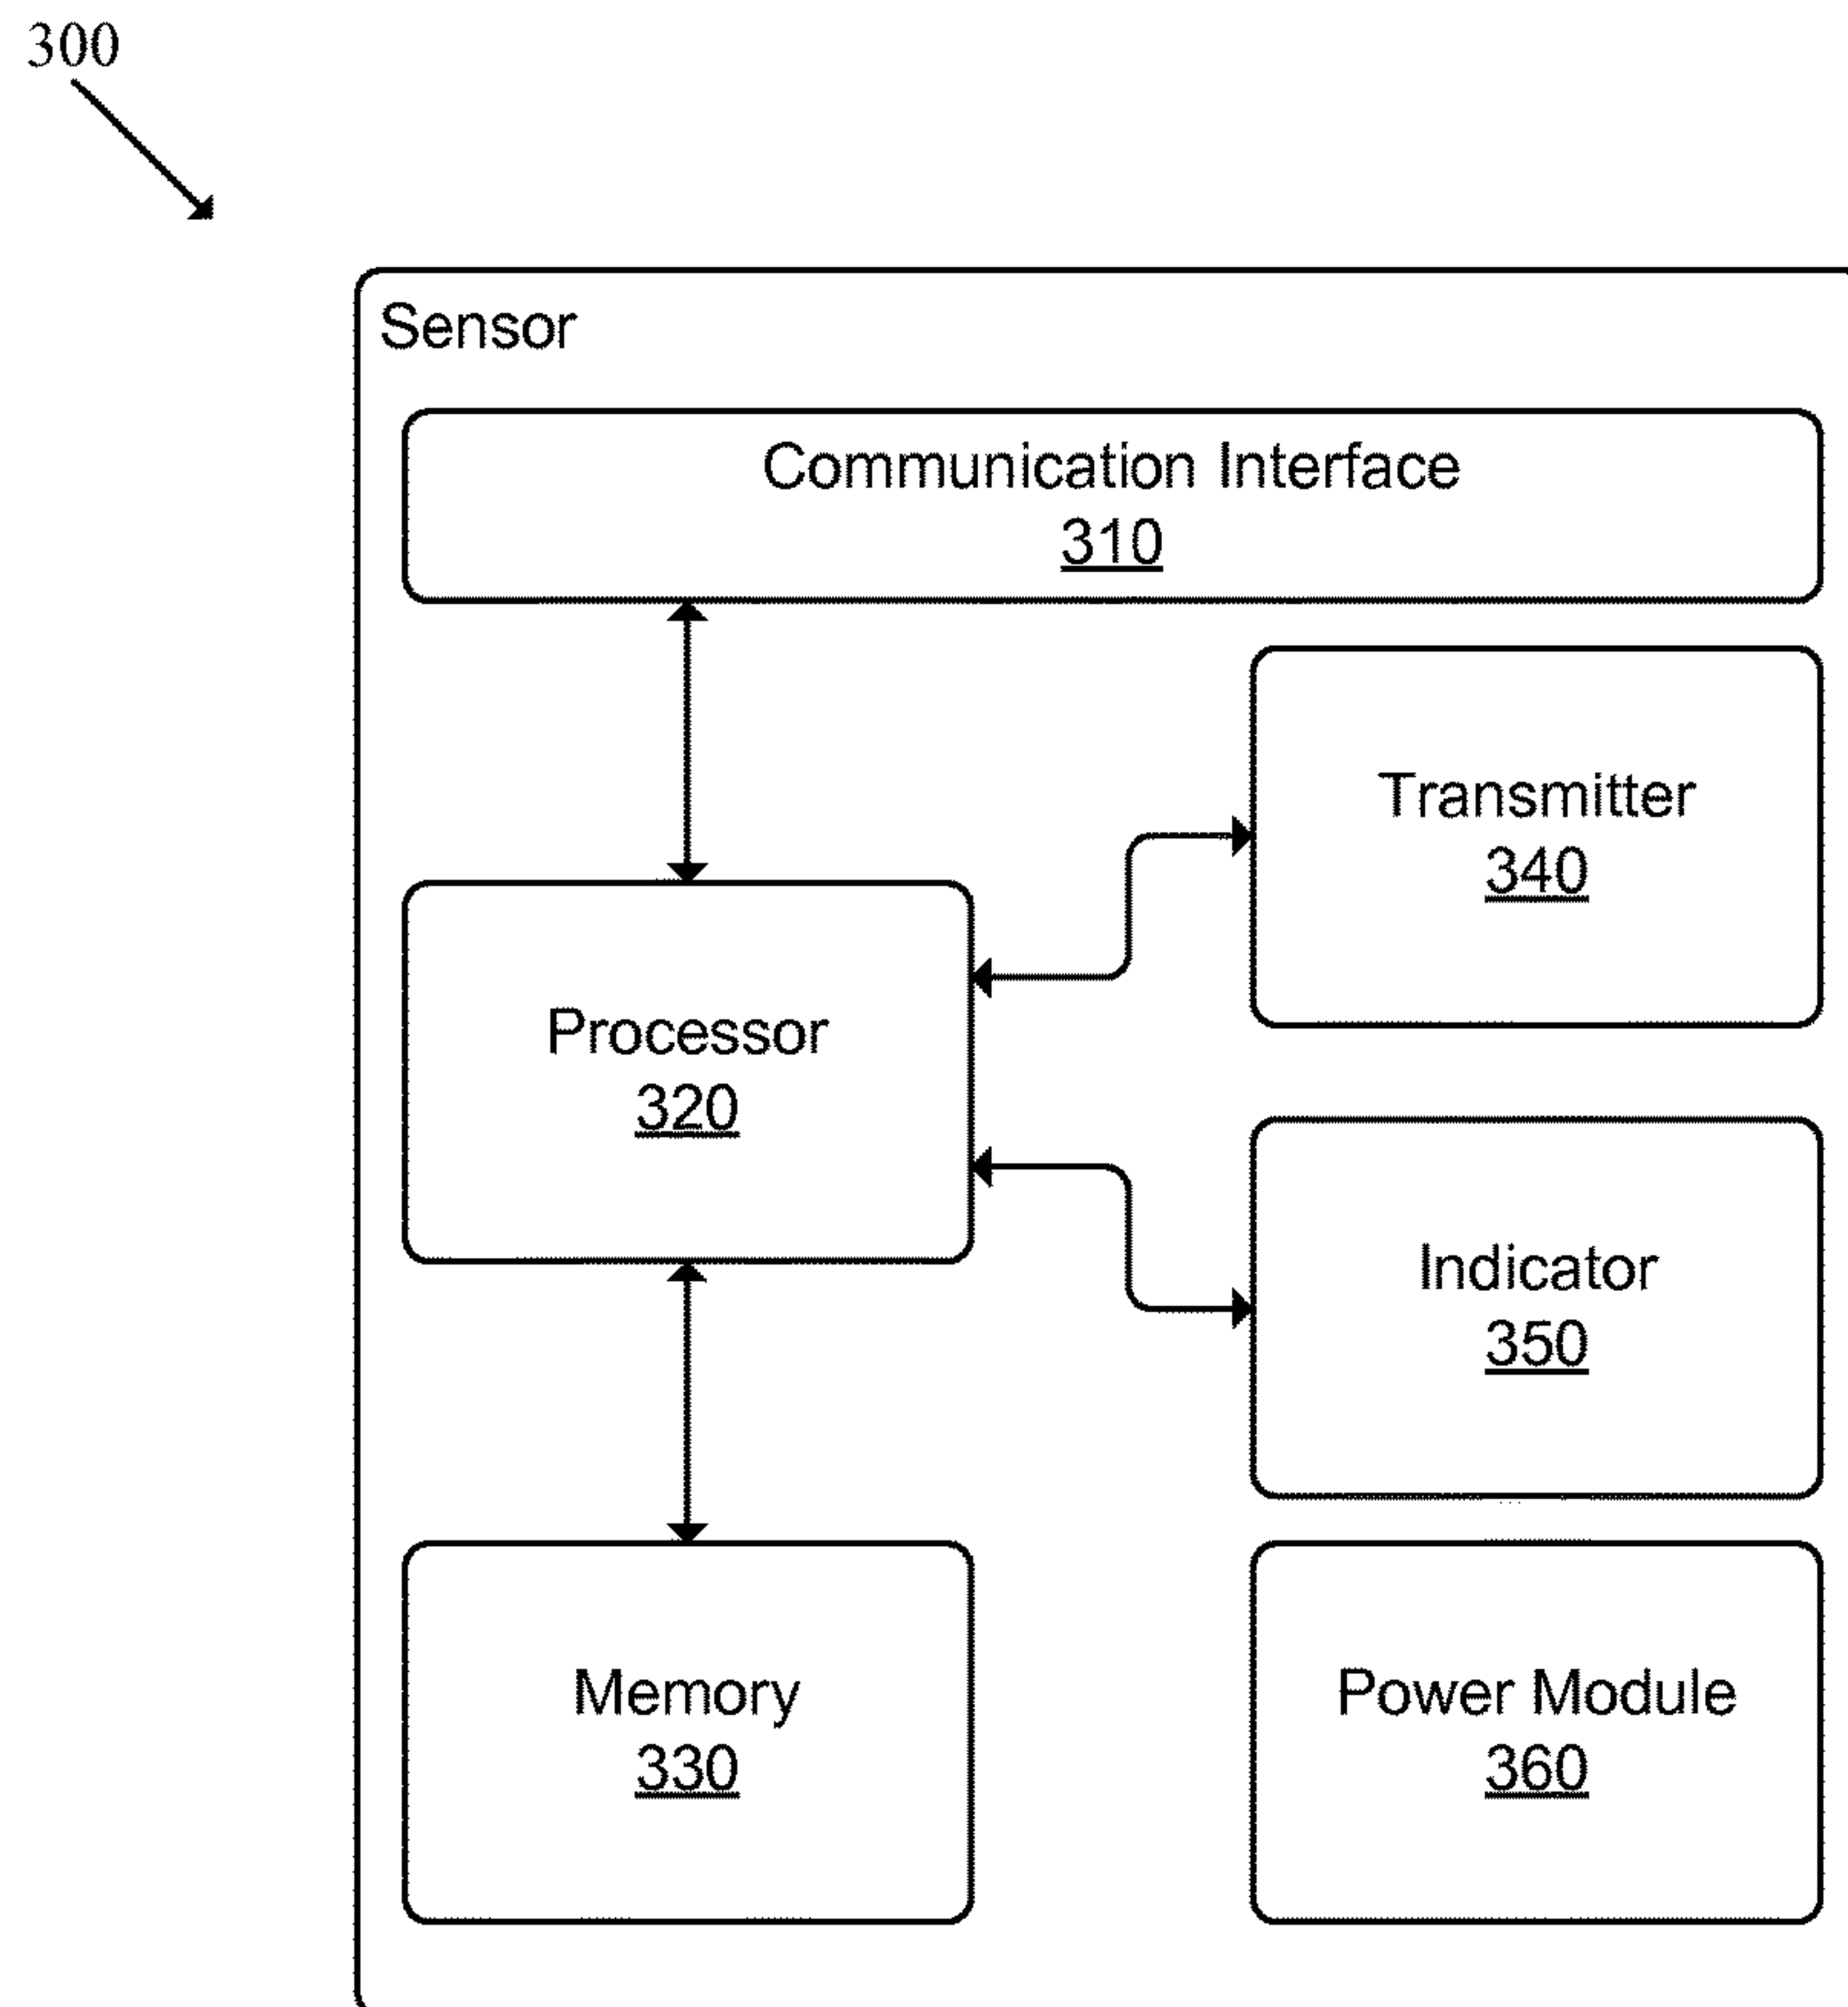 300
Sensor
Communication Interface
310
Transmitter
340
Processor
320
Indicator
350
Memory
330
Power Module
360